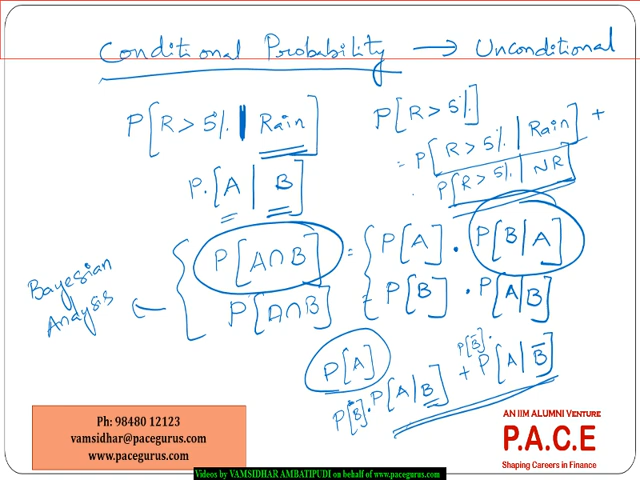 Conditional Probability → Unconditional
P[R > 5% | Rain]
P[R > 5%]
= P[R > 5% | Rain] +
P[R > 5% | NR]
P.[A | B]
P[A∩B] = P[A] . P[B|A]
P[A∩B] = P[B] . P[A|B]
Bayesian
Analysis
P[A]
P[B].P[A|B] + P[B̄].P[A|B̄]
Ph: 98480 12123
vamsidhar@pacegurus.com
www.pacegurus.com
AN IIM ALUMNI VENTURE
P.A.C.E
Shaping Careers in Finance
Videos by VAMSIDHAR AMBATIPUDI on behalf of www.pacegurus.com